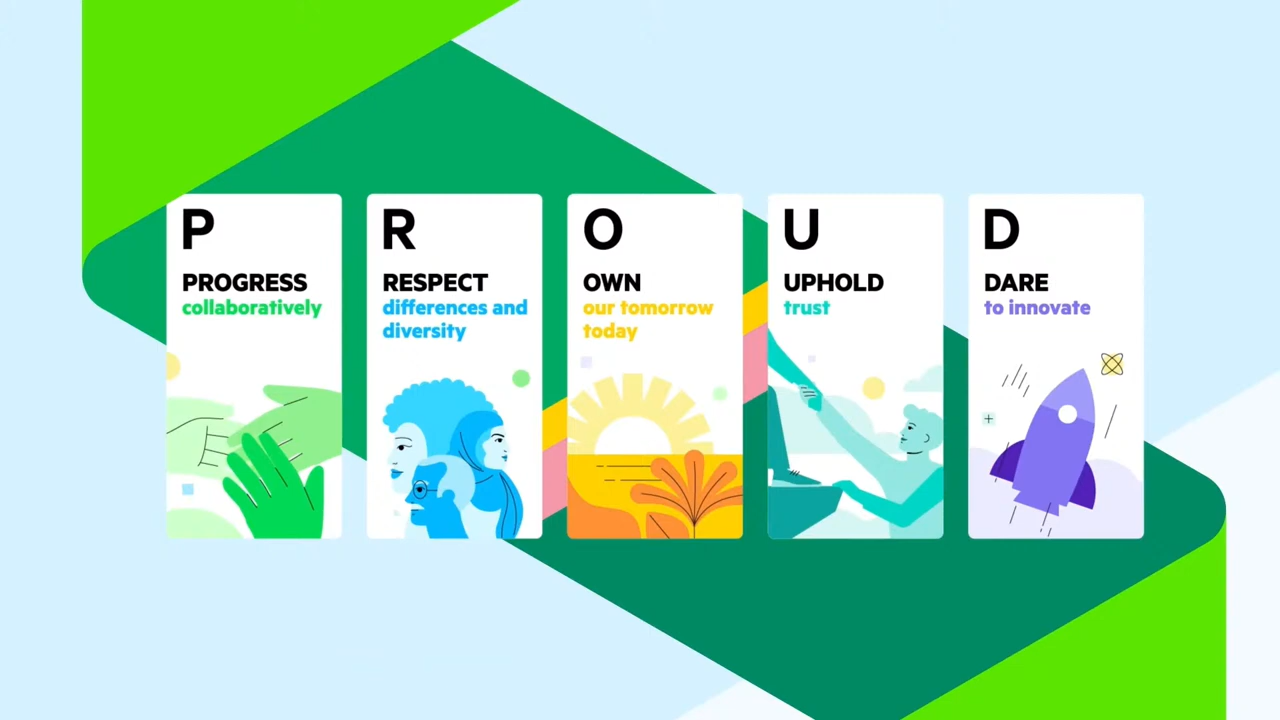 P
PROGRESS
collaboratively
R
RESPECT
differences and
diversity
O
OWN
our tomorrow
today
U
UPHOLD
trust
D
DARE
to innovate